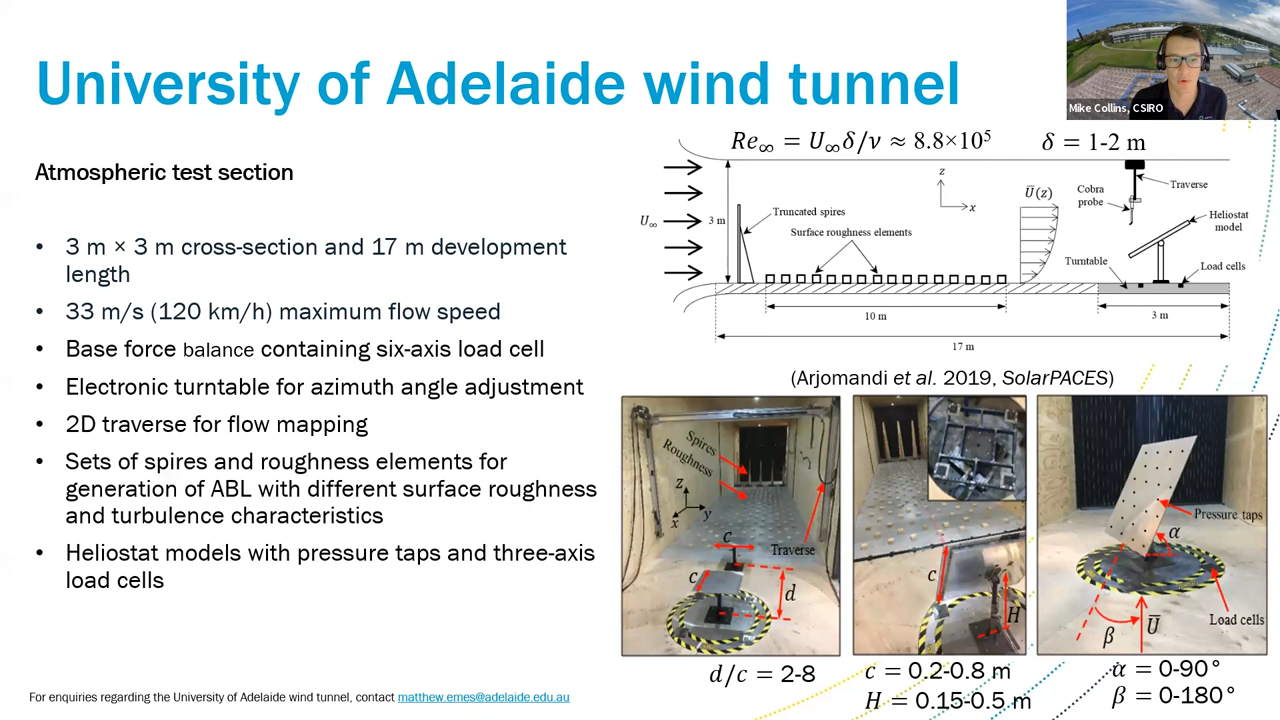 University of Adelaide wind tunnel
Mike Collins, CSIRO
Atmospheric test section
• 3 m × 3 m cross-section and 17 m development
length
• 33 m/s (120 km/h) maximum flow speed
• Base force balance containing six-axis load cell
• Electronic turntable for azimuth angle adjustment
• 2D traverse for flow mapping
• Sets of spires and roughness elements for
generation of ABL with different surface roughness
and turbulence characteristics
• Heliostat models with pressure taps and three-axis
load cells
Re∞ = U∞δ/ν ≈ 8.8×10⁵
δ = 1-2 m
U∞
3 m
Truncated spires
Surface roughness elements
z
x
U̅(z)
Cobra
probe
Traverse
Heliostat
model
Turntable
Load cells
10 m
3 m
17 m
(Arjomandi et al. 2019, SolarPACES)
Spires
Roughness
z
y
x
c
Traverse
c
d
c
H
Pressure taps
α
Load cells
β
U̅
d/c = 2-8
c = 0.2-0.8 m
H = 0.15-0.5 m
α = 0-90°
β = 0-180°
For enquiries regarding the University of Adelaide wind tunnel, contact matthew.emes@adelaide.edu.au